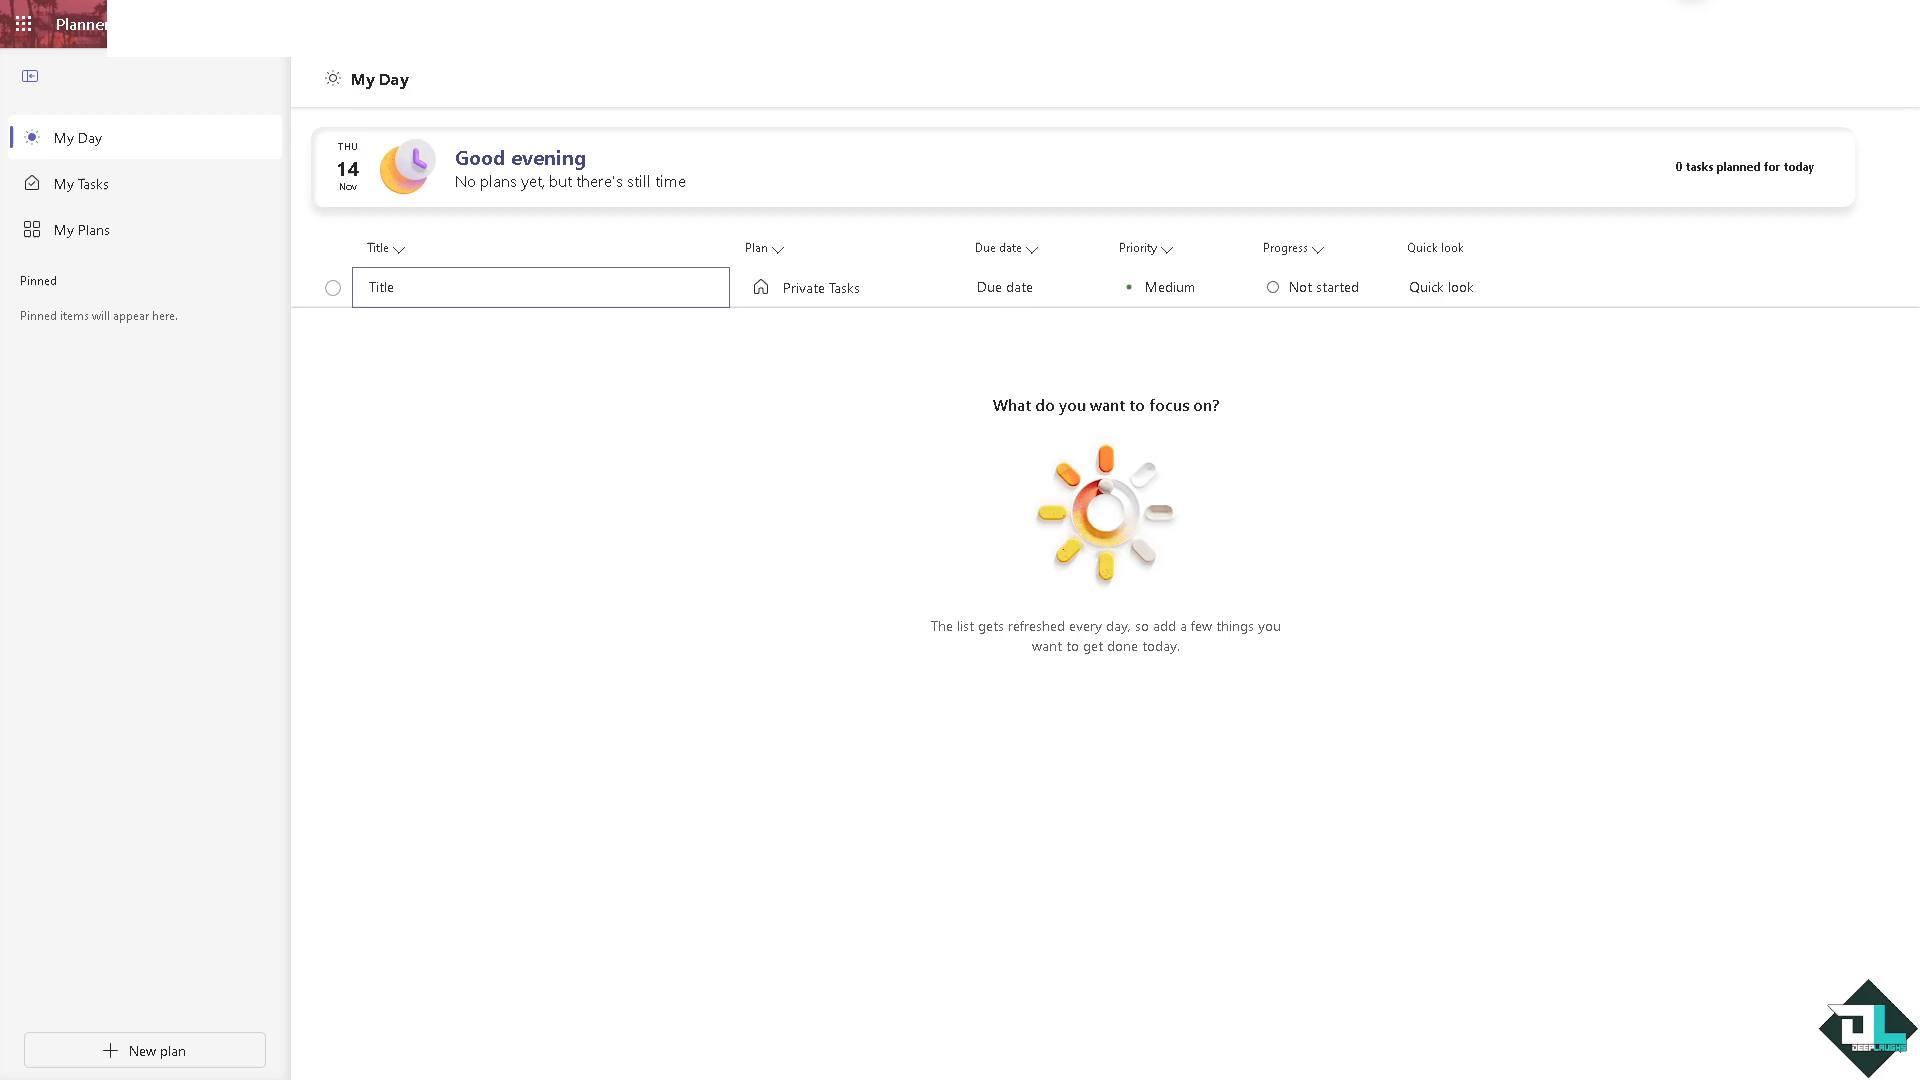 Planner
My Day
My Day
My Tasks
My Plans
Pinned
Pinned items will appear here.
New plan
THU
14
Nov
Good evening
No plans yet, but there's still time
0 tasks planned for today
Title Plan Due date Priority Progress Quick look
Title Private Tasks Due date Medium Not started Quick look
What do you want to focus on?
The list gets refreshed every day, so add a few things you
want to get done today.
DEEPLAUGHS